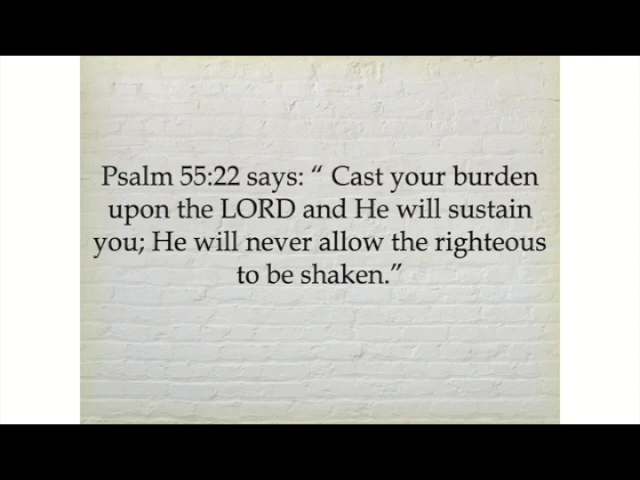 Psalm 55:22 says: “ Cast your burden
upon the LORD and He will sustain
you; He will never allow the righteous
to be shaken.”